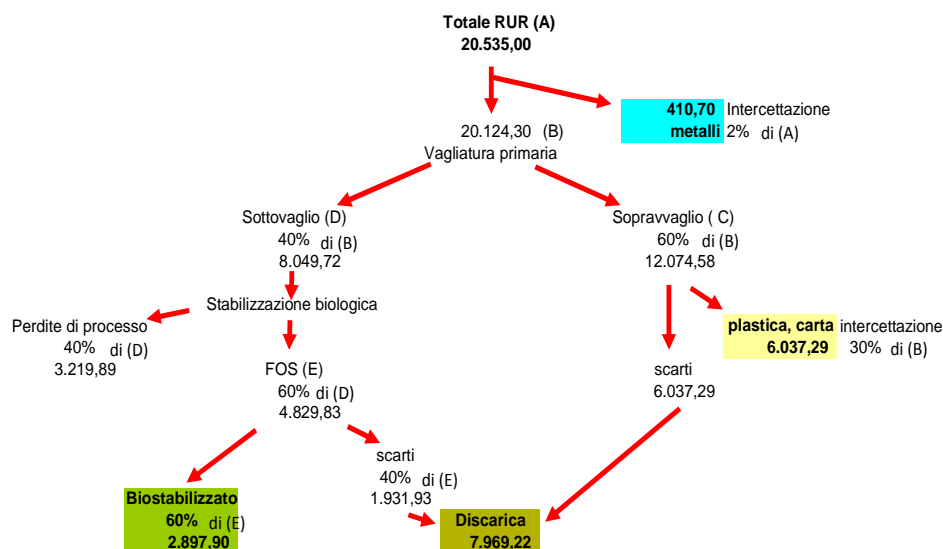 Totale RUR (A)
20.535,00
410,70 Intercettazione
metalli 2% di (A)
20.124,30 (B)
Vagliatura primaria
Sottovaglio (D)
40% di (B)
8.049,72
Sopravvaglio ( C)
60% di (B)
12.074,58
Stabilizzazione biologica
Perdite di processo
40% di (D)
3.219,89
plastica, carta intercettazione
6.037,29 30% di (B)
FOS (E)
60% di (D)
4.829,83
scarti
6.037,29
scarti
40% di (E)
1.931,93
Biostabilizzato
60% di (E)
2.897,90
Discarica
7.969,22